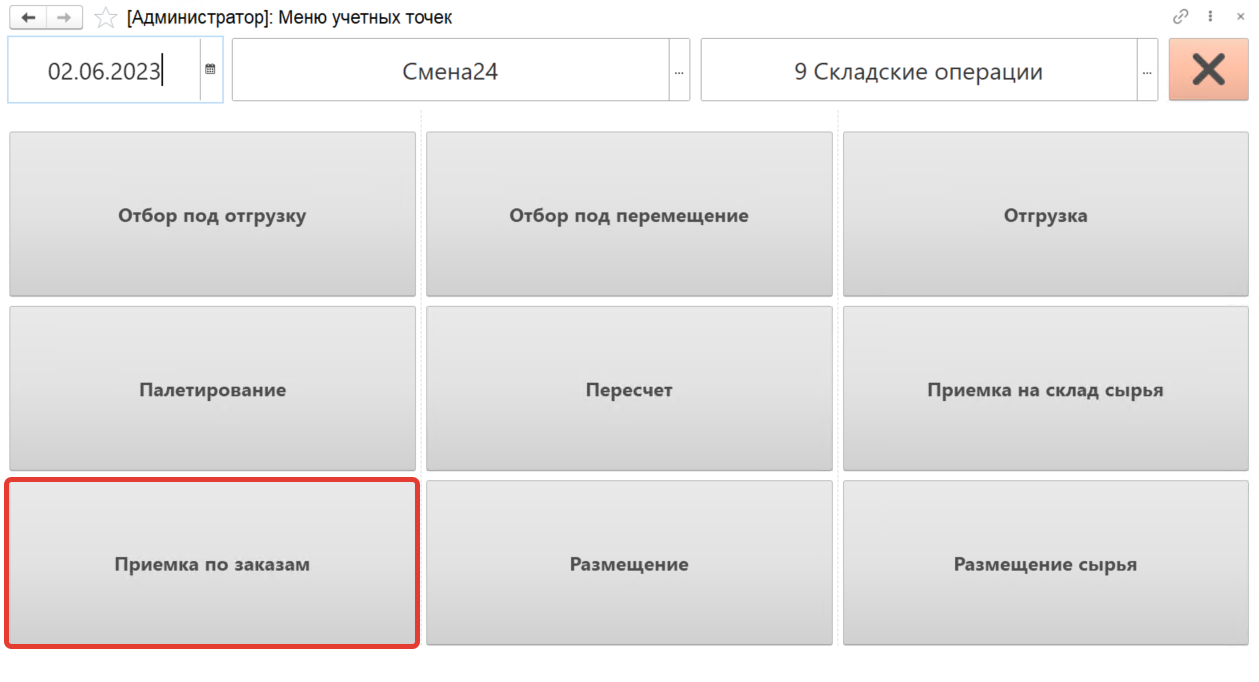 [Администратор]: Меню учетных точек
02.06.2023
Смена24
...
9 Складские операции
...
Отбор под отгрузку
Отбор под перемещение
Отгрузка
Палетирование
Пересчет
Приемка на склад сырья
Приемка по заказам
Размещение
Размещение сырья